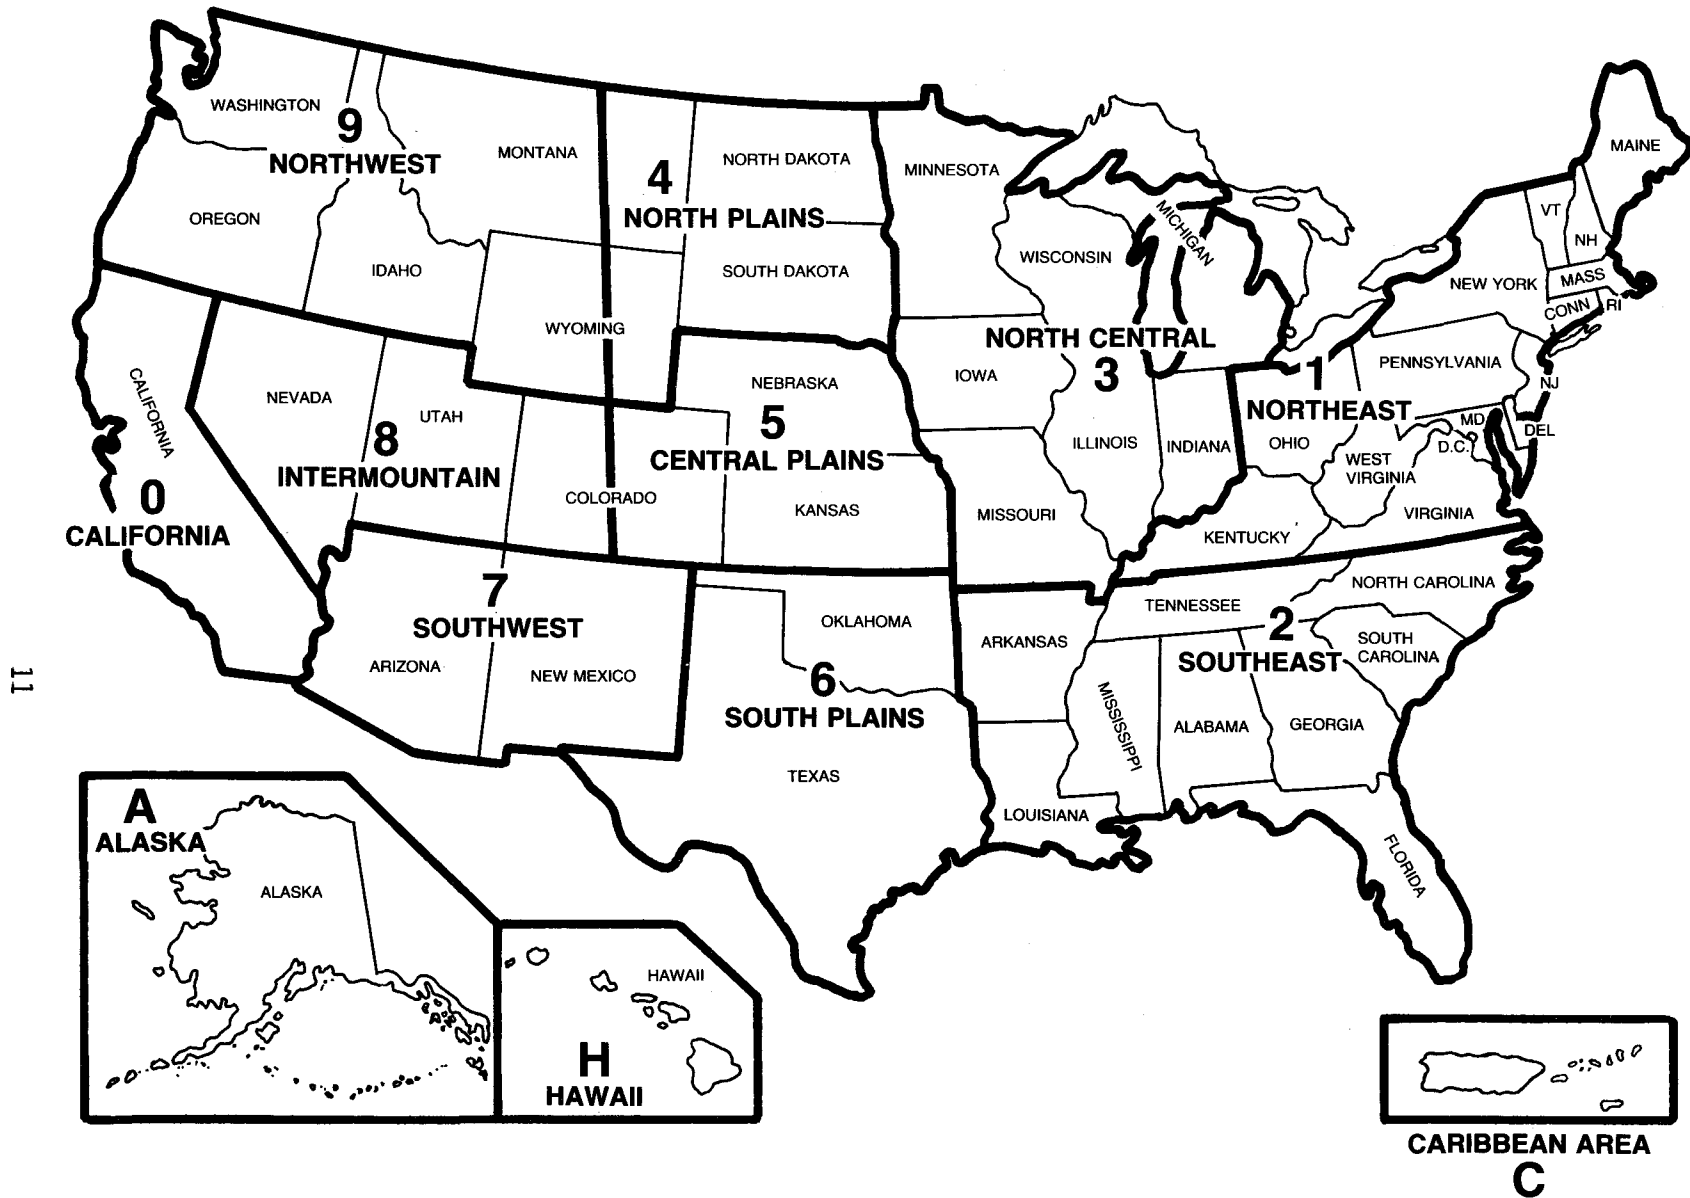 WASHINGTON
9
NORTHWEST
MONTANA
OREGON
IDAHO
WYOMING
4
NORTH PLAINS
NORTH DAKOTA
SOUTH DAKOTA
MINNESOTA
WISCONSIN
MICHIGAN
NORTH CENTRAL
3
IOWA
ILLINOIS
INDIANA
MISSOURI
MAINE
VT
NH
MASS
CONN
RI
NEW YORK
PENNSYLVANIA
NJ
1
NORTHEAST
OHIO
MD
DEL
D.C.
WEST
VIRGINIA
VIRGINIA
KENTUCKY
NEBRASKA
5
CENTRAL PLAINS
KANSAS
COLORADO
NEVADA
UTAH
8
INTERMOUNTAIN
CALIFORNIA
0
CALIFORNIA
7
SOUTHWEST
ARIZONA
NEW MEXICO
OKLAHOMA
6
SOUTH PLAINS
TEXAS
ARKANSAS
LOUISIANA
TENNESSEE
NORTH CAROLINA
2
SOUTHEAST
SOUTH
CAROLINA
MISSISSIPPI
ALABAMA
GEORGIA
FLORIDA
11
A
ALASKA
ALASKA
HAWAII
H
HAWAII
CARIBBEAN AREA
C